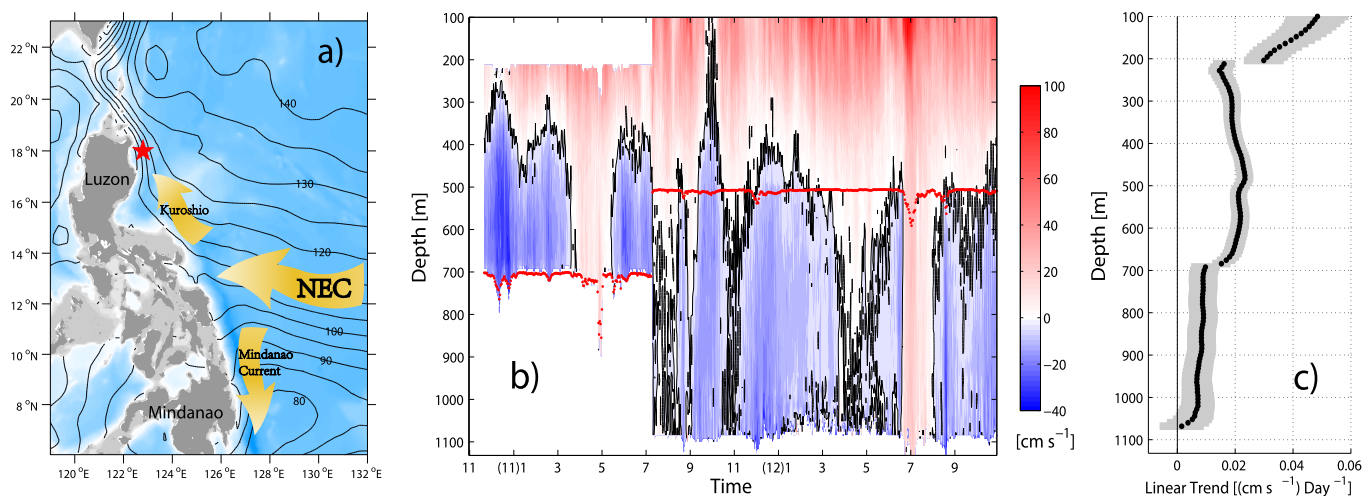 a)
22 °N
20 °N
18 °N
16 °N
14 °N
12 °N
10 °N
8 °N
140
130
120
100
90
80
Luzon
Kuroshio
NEC
Mindanao
Current
Mindanao
120 °E 122 °E 124 °E 126 °E 128 °E 130 °E 132 °E
Depth [m]
100
200
300
400
500
600
700
800
900
1000
1100
b)
11 (11)1 3 5 7 9 11 (12)1 3 5 7 9
Time
100
80
60
40
20
0
−20
−40
[cm s⁻¹]
Depth [m]
100
200
300
400
500
600
700
800
900
1000
1100
c)
0 0.02 0.04 0.06
Linear Trend [(cm s ⁻¹) Day ⁻¹]